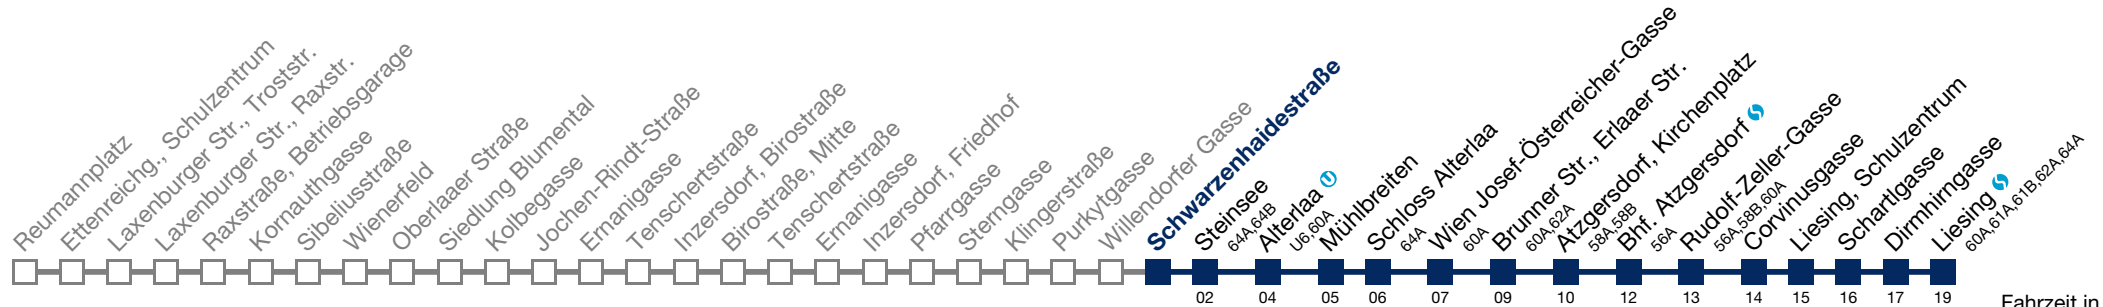 Reumannplatz
Ettenreichg., Schulzentrum
Laxenburger Str., Troststr.
Laxenburger Str., Raxstr.
Raxstraße, Betriebsgarage
Kornauthgasse
Sibeliusstraße
Wienerfeld
Oberlaaer Straße
Siedlung Blumental
Kolbegasse
Jochen-Rindt-Straße
Ernanigasse
Tenschertstraße
Inzersdorf, Birostraße
Birostraße, Mitte
Tenschertstraße
Ernanigasse
Inzersdorf, Friedhof
Pfarrgasse
Sterngasse
Klingerstraße
Purkytgasse
Willendorfer Gasse
Schwarzenhaidestraße
Steinsee
64A,64B
Alterlaa U
U6,60A
Mühlbreiten
Schloss Alterlaa
64A
Wien Josef-Österreicher-Gasse
60A
Brunner Str., Erlaaer Str.
60A,62A
Atzgersdorf, Kirchenplatz
58A,58B
Bhf. Atzgersdorf S
56A
Rudolf-Zeller-Gasse
56A,58B,60A
Corvinusgasse
Liesing, Schulzentrum
Schartlgasse
Dirmhirngasse
Liesing S
60A,61A,61B,62A,64A
02 04 05 06 07 09 10 12 13 14 15 16 17 19
Fahrzeit in